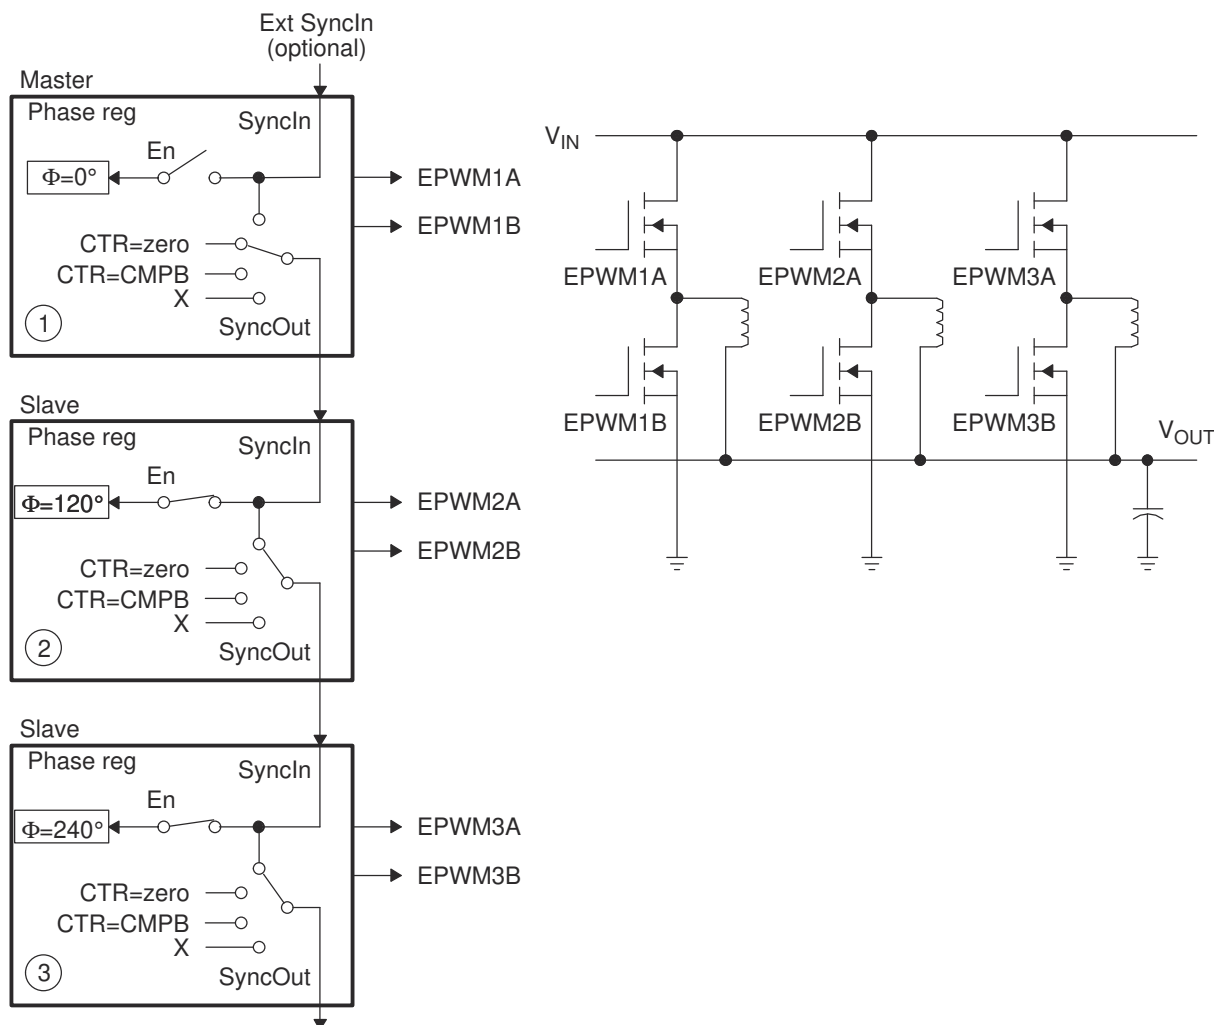 Ext SyncIn
(optional)
Master
Phase reg
SyncIn
En
Φ=0°
EPWM1A
EPWM1B
CTR=zero
CTR=CMPB
X
SyncOut
1
Slave
Phase reg
SyncIn
En
Φ=120°
EPWM2A
EPWM2B
CTR=zero
CTR=CMPB
X
SyncOut
2
Slave
Phase reg
SyncIn
En
Φ=240°
EPWM3A
EPWM3B
CTR=zero
CTR=CMPB
X
SyncOut
3
VIN
EPWM1A
EPWM2A
EPWM3A
EPWM1B
EPWM2B
EPWM3B
VOUT